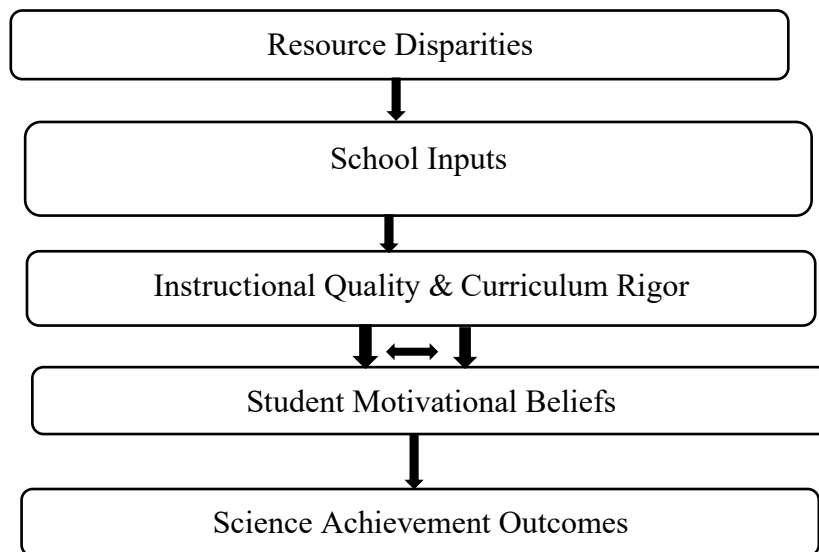 Resource Disparities
School Inputs
Instructional Quality & Curriculum Rigor
Student Motivational Beliefs
Science Achievement Outcomes